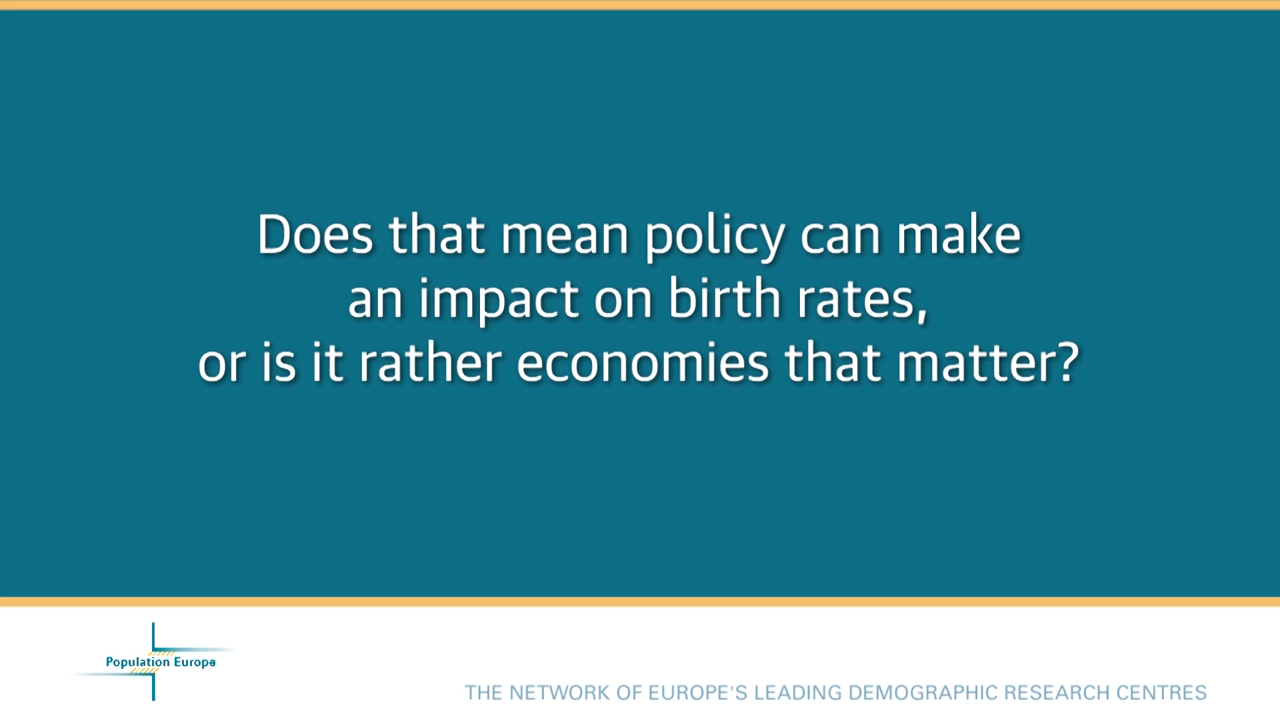 Does that mean policy can make
an impact on birth rates,
or is it rather economies that matter?
Population Europe
THE NETWORK OF EUROPE'S LEADING DEMOGRAPHIC RESEARCH CENTRES